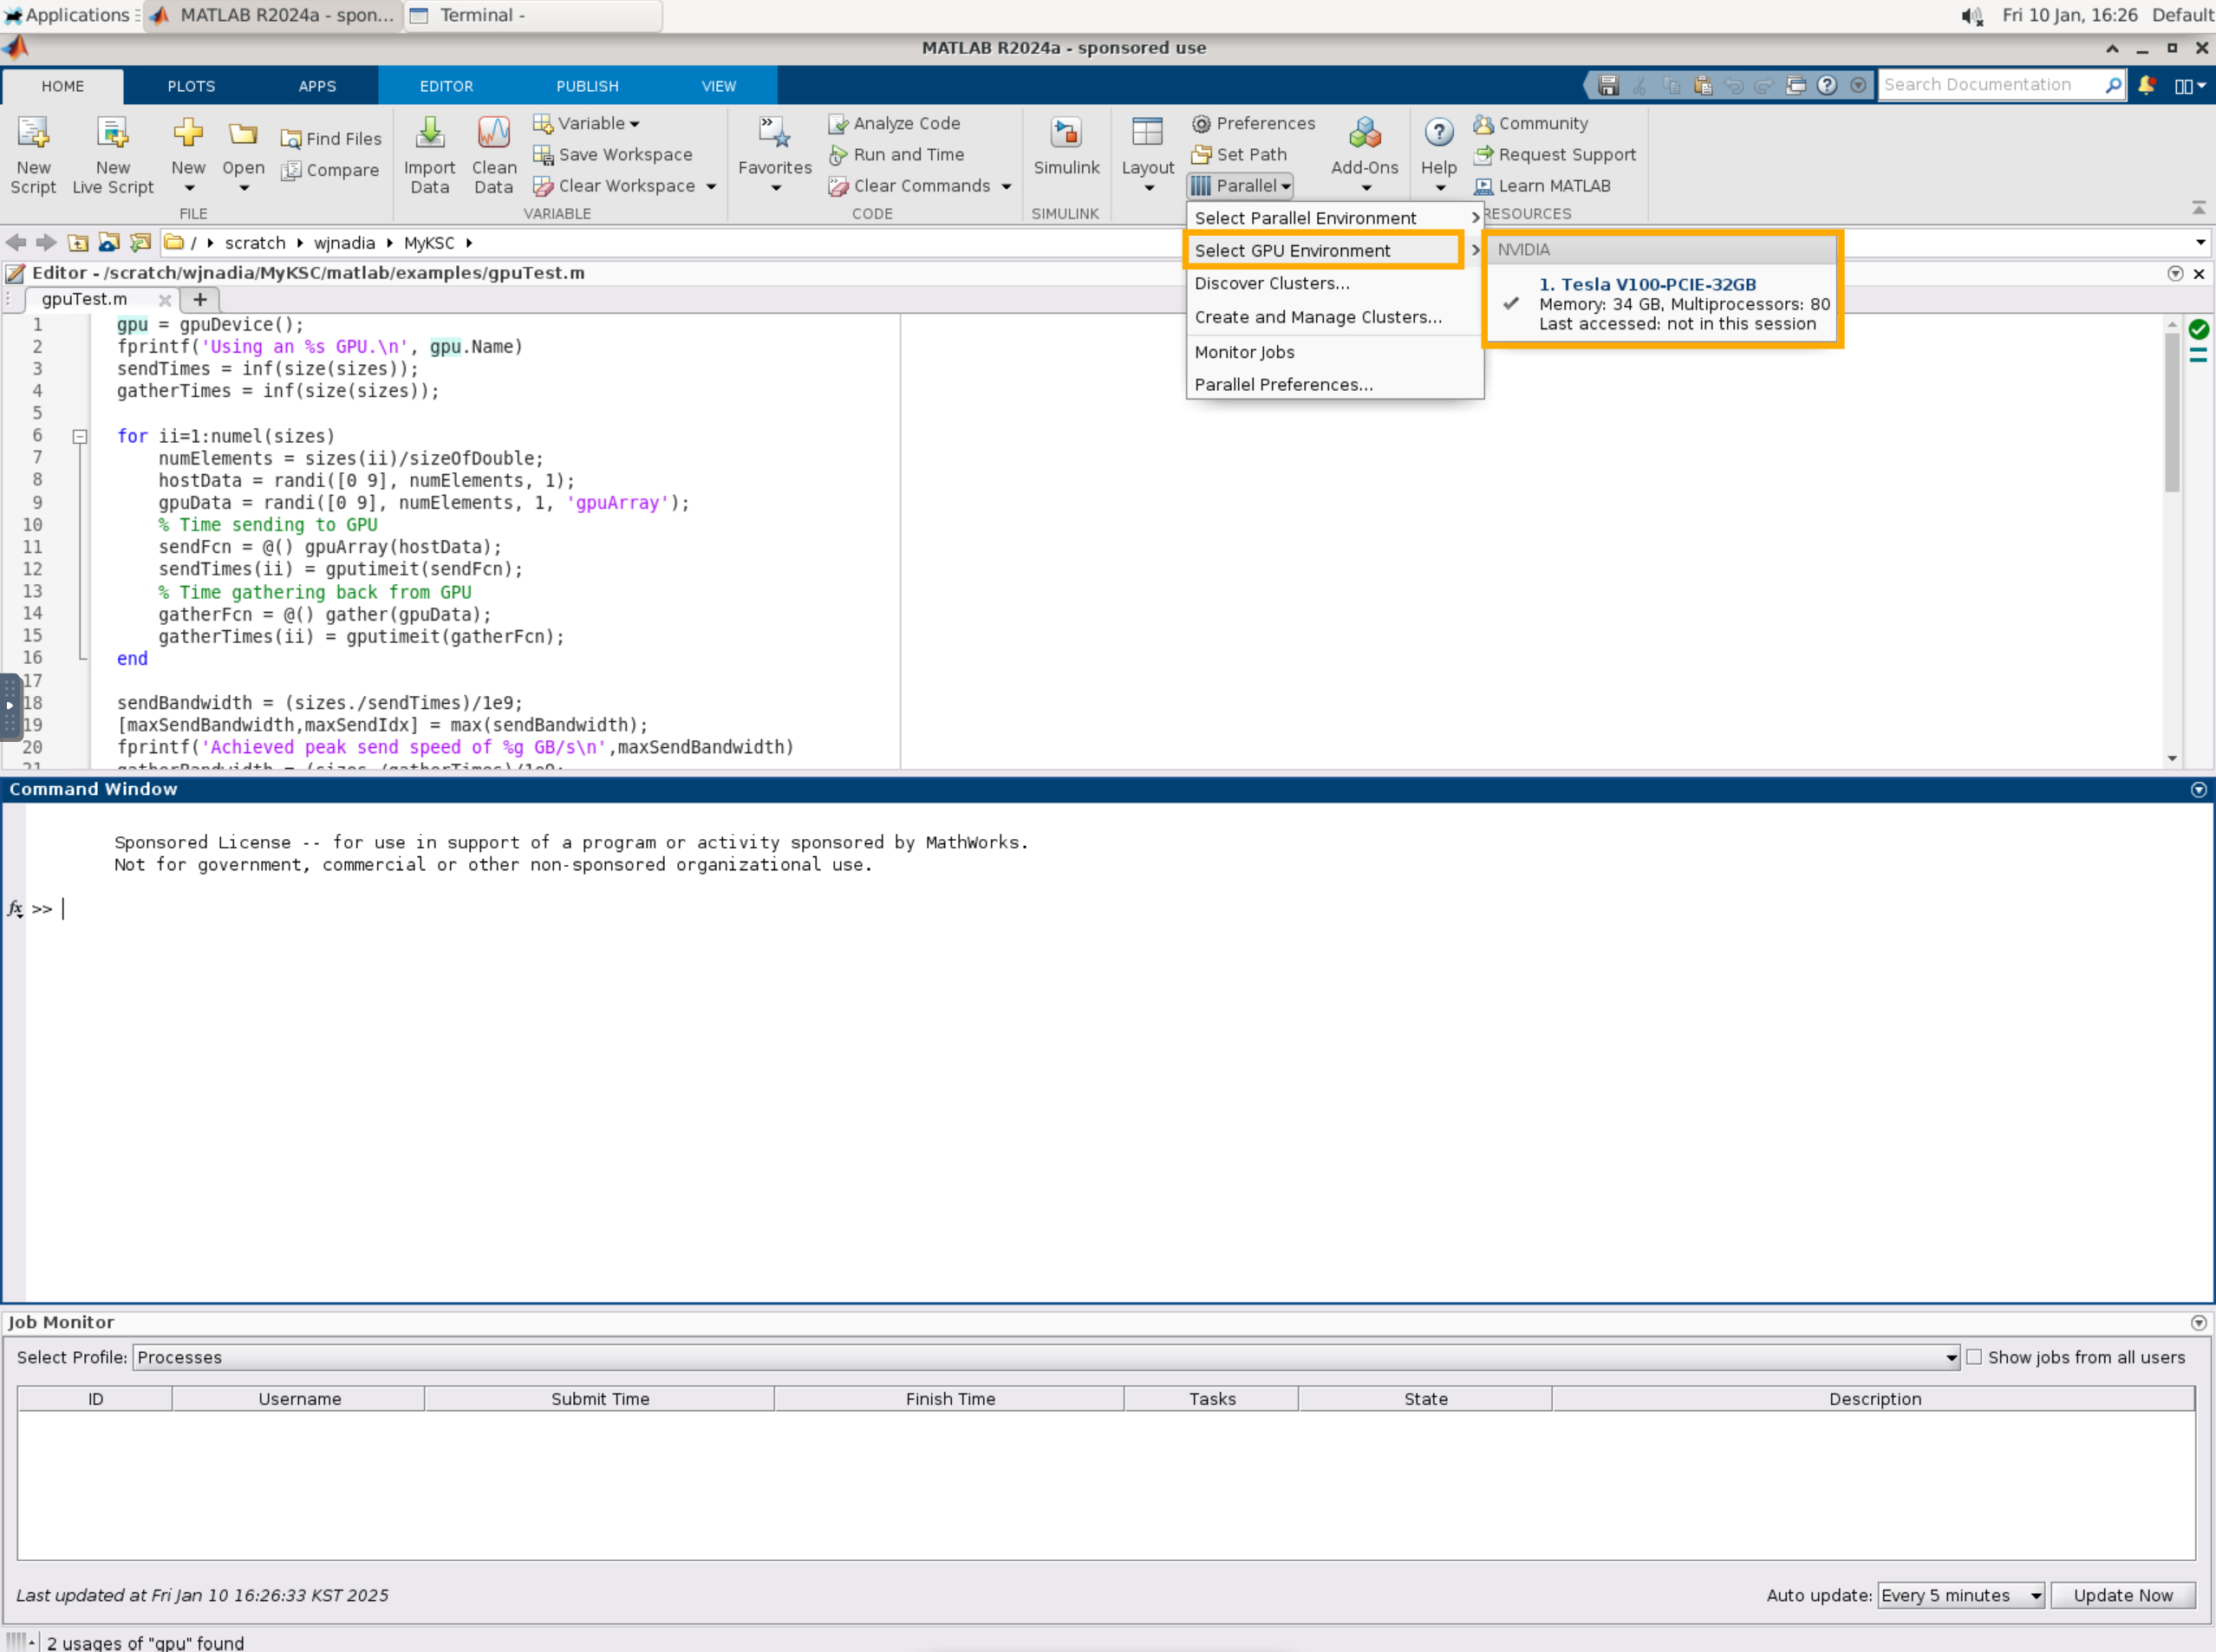 Applications
MATLAB R2024a - spon...
Terminal -
Fri 10 Jan, 16:26 Default
MATLAB R2024a - sponsored use
HOME PLOTS APPS EDITOR PUBLISH VIEW
Search Documentation
New Script
New Live Script
New
Open
Find Files
Compare
FILE
Import Data
Clean Data
Variable
Save Workspace
Clear Workspace
VARIABLE
Favorites
Analyze Code
Run and Time
Clear Commands
CODE
Simulink
SIMULINK
Layout
Preferences
Set Path
Parallel
Add-Ons
Help
Community
Request Support
Learn MATLAB
RESOURCES
Select Parallel Environment
Select GPU Environment
Discover Clusters...
Create and Manage Clusters...
Monitor Jobs
Parallel Preferences...
NVIDIA
1. Tesla V100-PCIE-32GB
Memory: 34 GB, Multiprocessors: 80
Last accessed: not in this session
/ scratch wjnadia MyKSC
Editor - /scratch/wjnadia/MyKSC/matlab/examples/gpuTest.m
gpuTest.m
1 gpu = gpuDevice();
2 fprintf('Using an %s GPU.\n', gpu.Name)
3 sendTimes = inf(size(sizes));
4 gatherTimes = inf(size(sizes));
5
6 for ii=1:numel(sizes)
7 numElements = sizes(ii)/sizeOfDouble;
8 hostData = randi([0 9], numElements, 1);
9 gpuData = randi([0 9], numElements, 1, 'gpuArray');
10 % Time sending to GPU
11 sendFcn = @() gpuArray(hostData);
12 sendTimes(ii) = gputimeit(sendFcn);
13 % Time gathering back from GPU
14 gatherFcn = @() gather(gpuData);
15 gatherTimes(ii) = gputimeit(gatherFcn);
16 end
17
18 sendBandwidth = (sizes./sendTimes)/1e9;
19 [maxSendBandwidth,maxSendIdx] = max(sendBandwidth);
20 fprintf('Achieved peak send speed of %g GB/s\n',maxSendBandwidth)
21 gatherBandwidth = (sizes./gatherTimes)/1e9;
Command Window
Sponsored License -- for use in support of a program or activity sponsored by MathWorks.
Not for government, commercial or other non-sponsored organizational use.
fx >>
Job Monitor
Select Profile: Processes
Show jobs from all users
ID Username Submit Time Finish Time Tasks State Description
Last updated at Fri Jan 10 16:26:33 KST 2025
Auto update: Every 5 minutes
Update Now
2 usages of "gpu" found